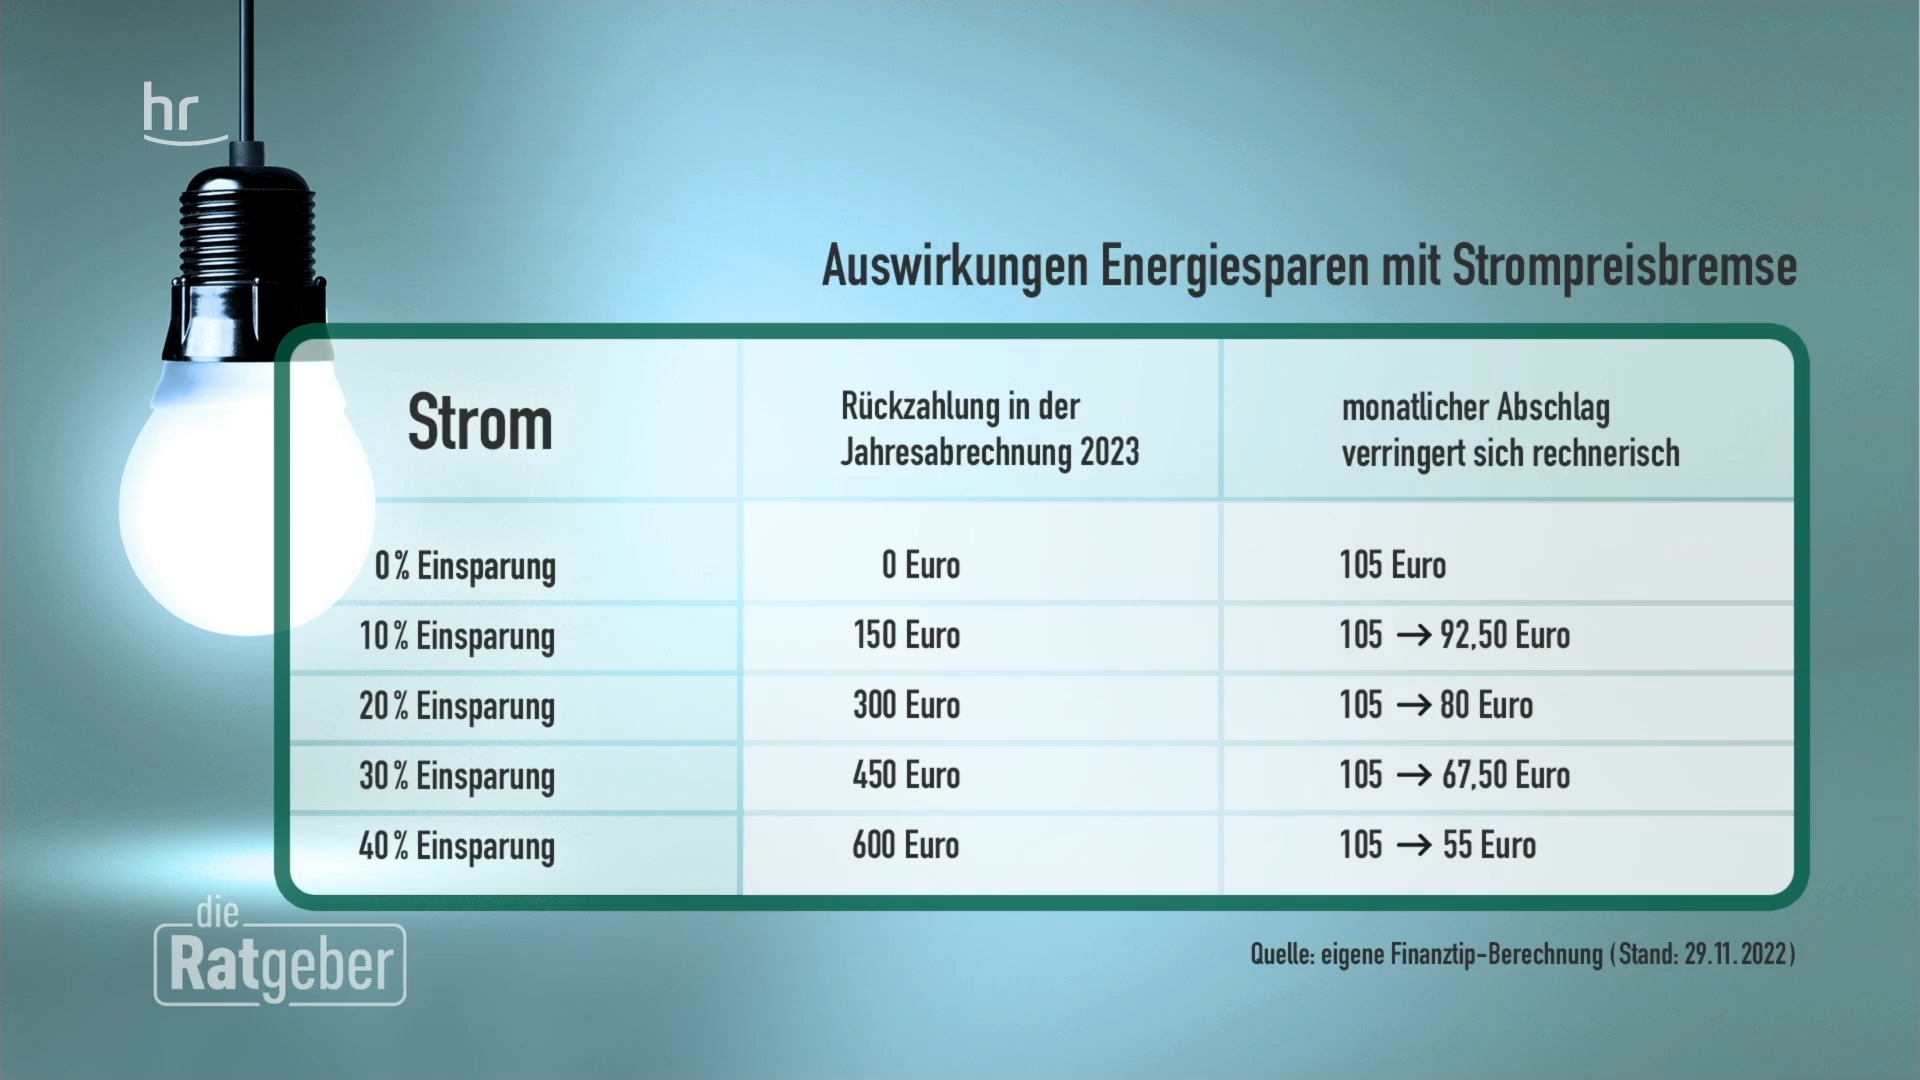 hr
Auswirkungen Energiesparen mit Strompreisbremse
Strom
Rückzahlung in der
Jahresabrechnung 2023
monatlicher Abschlag
verringert sich rechnerisch
0% Einsparung 0 Euro 105 Euro
10% Einsparung 150 Euro 105 → 92,50 Euro
20% Einsparung 300 Euro 105 → 80 Euro
30% Einsparung 450 Euro 105 → 67,50 Euro
40% Einsparung 600 Euro 105 → 55 Euro
die
Ratgeber
Quelle: eigene Finanztip-Berechnung (Stand: 29.11.2022)